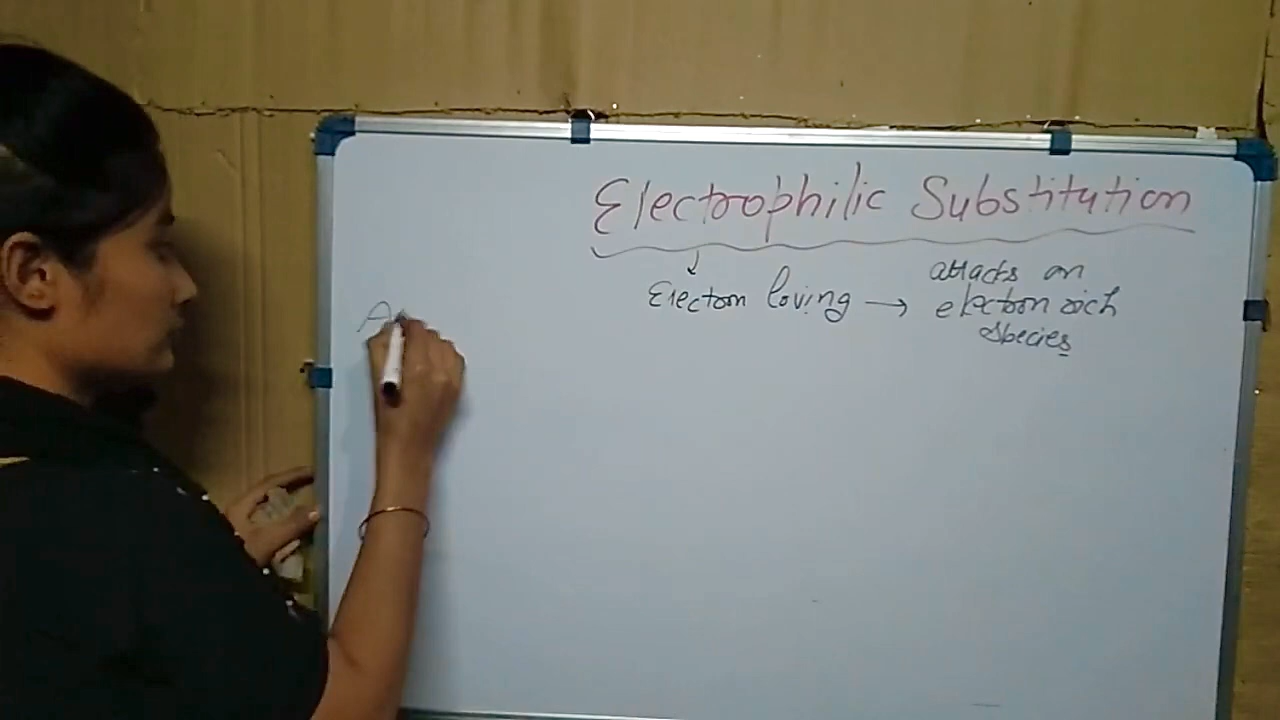 Electrophilic Substitution
↓
Electron loving → attacks on
electron rich
species
A